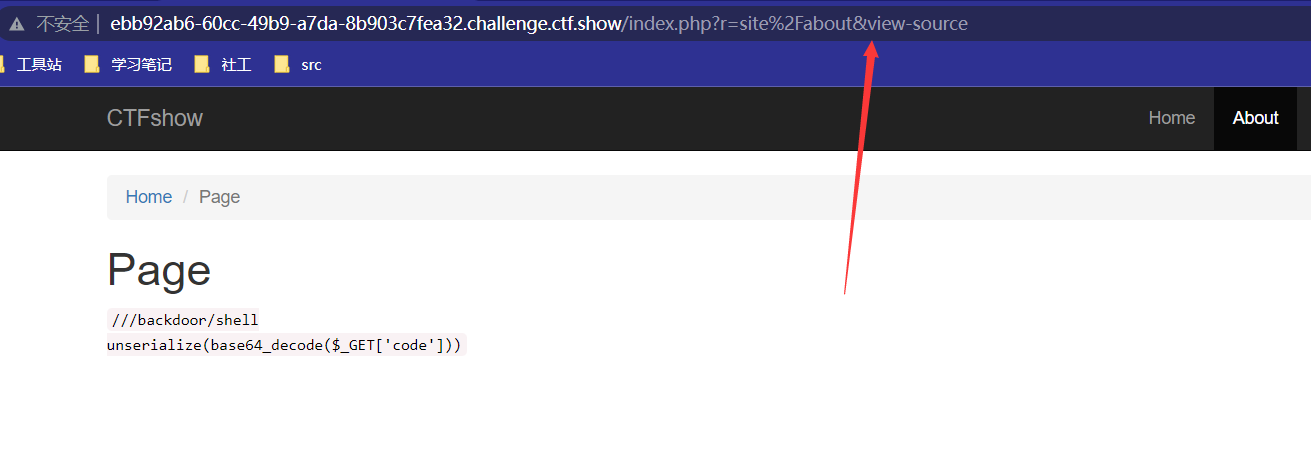 不安全 | ebb92ab6-60cc-49b9-a7da-8b903c7fea32.challenge.ctf.show/index.php?r=site%2Fabout&view-source
工具站 学习笔记 社工 src
CTFshow Home About
Home / Page
Page
///backdoor/shell
unserialize(base64_decode($_GET['code']))